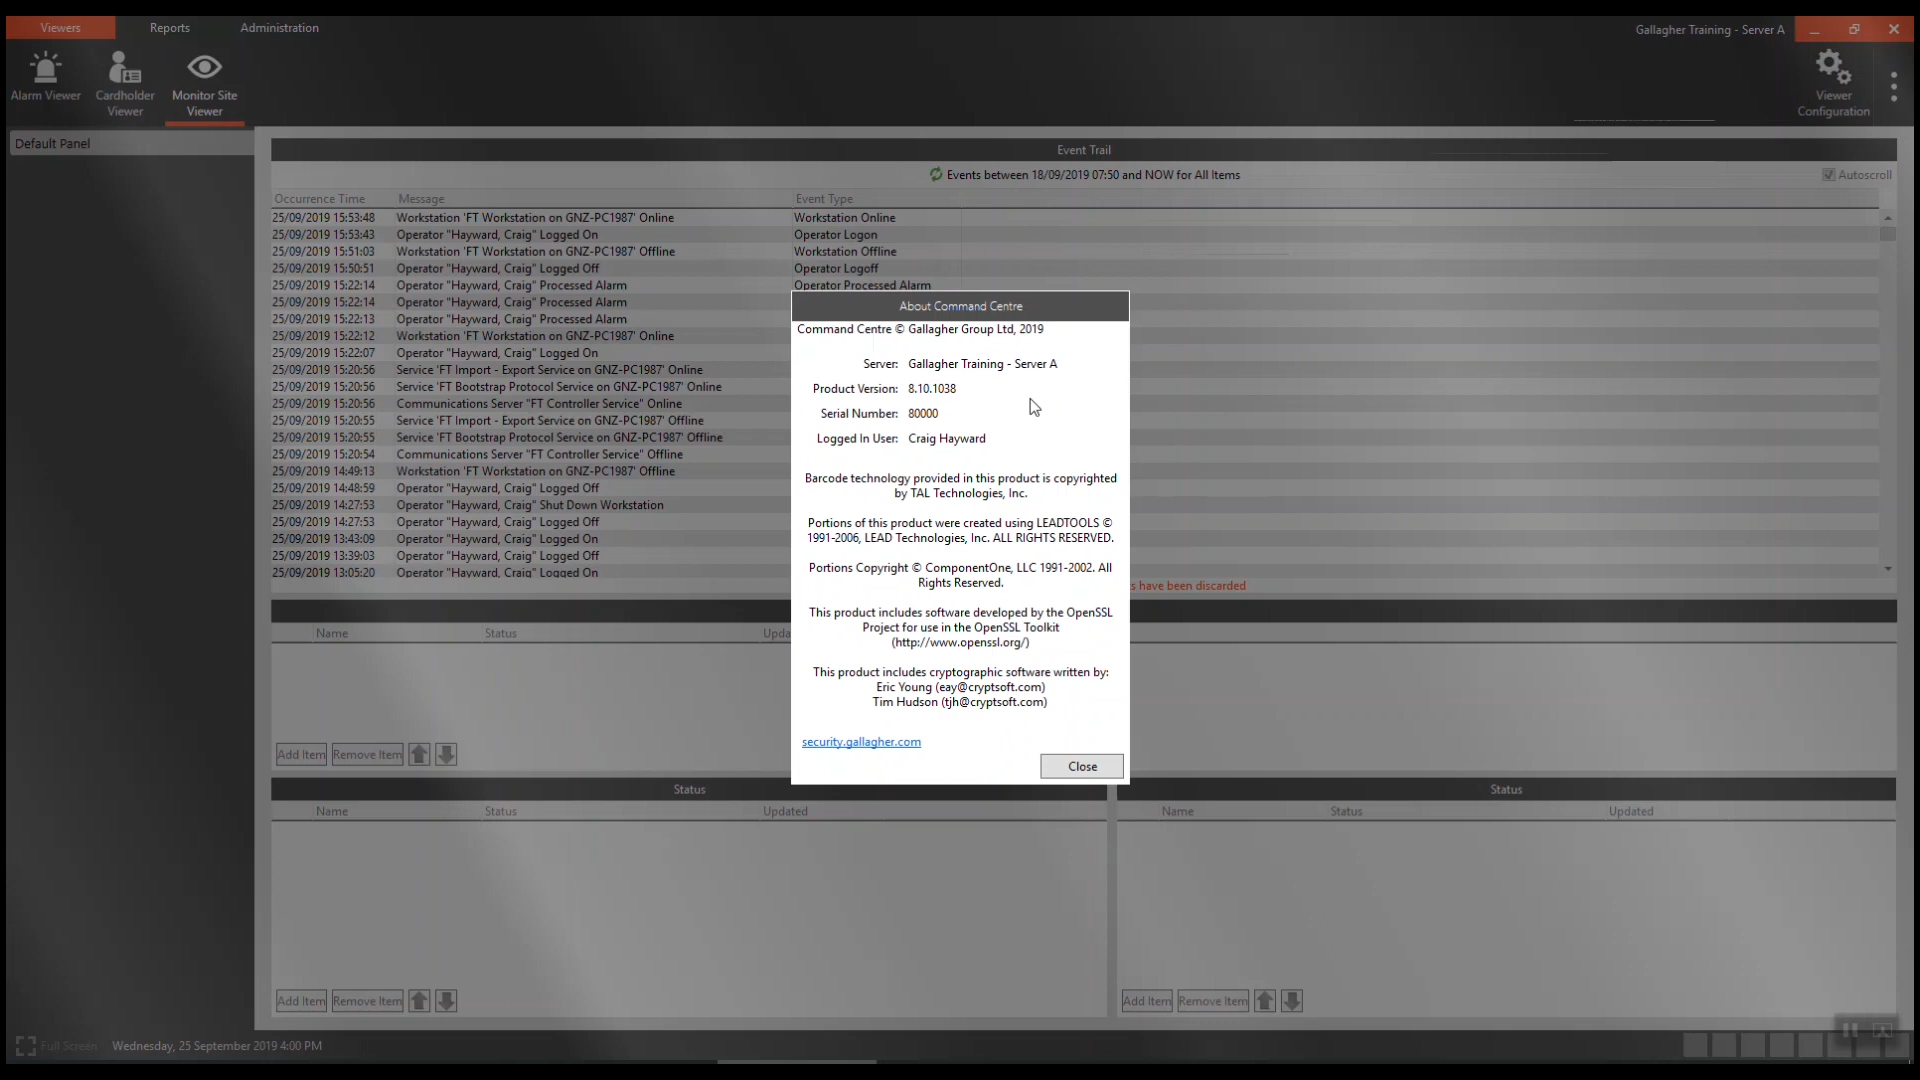 Viewers
Reports
Administration
Gallagher Training - Server A
Alarm Viewer
Cardholder
Viewer
Monitor Site
Viewer
Viewer
Configuration
Default Panel
Event Trail
Events between 18/09/2019 07:50 and NOW for All Items
Autoscroll
Occurrence Time Message Event Type
25/09/2019 15:53:48 Workstation 'FT Workstation on GNZ-PC1987' Online Workstation Online
25/09/2019 15:53:43 Operator "Hayward, Craig" Logged On Operator Logon
25/09/2019 15:51:03 Workstation 'FT Workstation on GNZ-PC1987' Offline Workstation Offline
25/09/2019 15:50:51 Operator "Hayward, Craig" Logged Off Operator Logoff
25/09/2019 15:22:14 Operator "Hayward, Craig" Processed Alarm Operator Processed Alarm
25/09/2019 15:22:14 Operator "Hayward, Craig" Processed Alarm
25/09/2019 15:22:13 Operator "Hayward, Craig" Processed Alarm
25/09/2019 15:22:12 Workstation 'FT Workstation on GNZ-PC1987' Online
25/09/2019 15:22:07 Operator "Hayward, Craig" Logged On
25/09/2019 15:20:56 Service 'FT Import - Export Service on GNZ-PC1987' Online
25/09/2019 15:20:56 Service 'FT Bootstrap Protocol Service on GNZ-PC1987' Online
25/09/2019 15:20:56 Communications Server "FT Controller Service" Online
25/09/2019 15:20:55 Service 'FT Import - Export Service on GNZ-PC1987' Offline
25/09/2019 15:20:55 Service 'FT Bootstrap Protocol Service on GNZ-PC1987' Offline
25/09/2019 15:20:54 Communications Server "FT Controller Service" Offline
25/09/2019 14:49:13 Workstation 'FT Workstation on GNZ-PC1987' Offline
25/09/2019 14:48:59 Operator "Hayward, Craig" Logged Off
25/09/2019 14:27:53 Operator "Hayward, Craig" Shut Down Workstation
25/09/2019 14:27:53 Operator "Hayward, Craig" Logged Off
25/09/2019 13:43:09 Operator "Hayward, Craig" Logged On
25/09/2019 13:39:03 Operator "Hayward, Craig" Logged Off
25/09/2019 13:05:20 Operator "Hayward, Craig" Logged On
s have been discarded
About Command Centre
Command Centre © Gallagher Group Ltd, 2019
Server: Gallagher Training - Server A
Product Version: 8.10.1038
Serial Number: 80000
Logged In User: Craig Hayward
Barcode technology provided in this product is copyrighted
by TAL Technologies, Inc.
Portions of this product were created using LEADTOOLS ©
1991-2006, LEAD Technologies, Inc. ALL RIGHTS RESERVED.
Portions Copyright © ComponentOne, LLC 1991-2002. All
Rights Reserved.
This product includes software developed by the OpenSSL
Project for use in the OpenSSL Toolkit
(http://www.openssl.org/)
This product includes cryptographic software written by:
Eric Young (eay@cryptsoft.com)
Tim Hudson (tjh@cryptsoft.com)
security.gallagher.com
Close
Name Status Upda
Add Item Remove Item
Status
Name Status Updated
Add Item Remove Item
Status
Name Status Updated
Add Item Remove Item
Full Screen Wednesday, 25 September 2019 4:00 PM